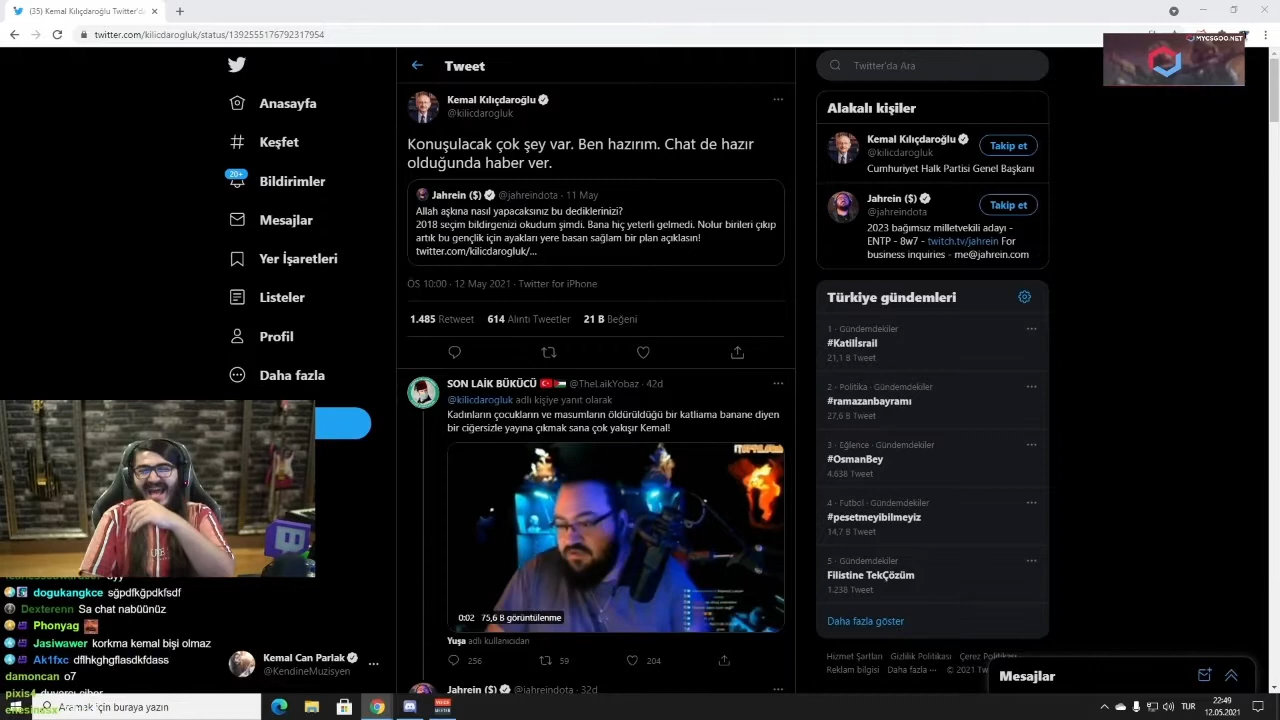 (35) Kemal Kılıçdaroğlu Twitter'da
twitter.com/kilicdarogluk/status/1392555176792317954
MYCSGOO.NET
Anasayfa
Keşfet
20+
Bildirimler
Mesajlar
Yer İşaretleri
Listeler
Profil
Daha fazla
Tweet
Kemal Kılıçdaroğlu
@kilicdarogluk
Konuşulacak çok şey var. Ben hazırım. Chat de hazır
olduğunda haber ver.
Jahrein ($) @jahreindota · 11 May
Allah aşkına nasıl yapacaksınız bu dediklerinizi?
2018 seçim bildirgenizi okudum şimdi. Bana hiç yeterli gelmedi. Nolur birileri çıkıp
artık bu gençlik için ayakları yere basan sağlam bir plan açıklasın!
twitter.com/kilicdarogluk/...
ÖS 10:00 · 12 May 2021 · Twitter for iPhone
1.485 Retweet 614 Alıntı Tweetler 21 B Beğeni
SON LAİK BÜKÜCÜ @TheLaikYobaz · 42d
@kilicdarogluk adlı kişiye yanıt olarak
Kadınların çocukların ve masumların öldürüldüğü bir katliama banane diyen
bir ciğersizle yayına çıkmak sana çok yakışır Kemal!
0:02 75,6 B görüntülenme
Yuşa adlı kullanıcıdan
256 59 204
Jahrein ($) @jahreindota · 32d
Twitter'da Ara
Alakalı kişiler
Kemal Kılıçdaroğlu
@kilicdarogluk
Takip et
Cumhuriyet Halk Partisi Genel Başkanı
Jahrein ($)
@jahreindota
Takip et
2023 bağımsız milletvekili adayı -
ENTP - 8w7 - twitch.tv/jahrein For
business inquiries - me@jahrein.com
Türkiye gündemleri
1 · Gündemdekiler
#Katilİsrail
21,1 B Tweet
2 · Politika · Gündemdekiler
#ramazanbayramı
27,6 B Tweet
3 · Eğlence · Gündemdekiler
#OsmanBey
4.638 Tweet
4 · Futbol · Gündemdekiler
#pesetmeyibilmeyiz
14,7 B Tweet
5 · Gündemdekiler
Filistine TekÇözüm
1.238 Tweet
Daha fazla göster
Hizmet Şartları Gizlilik Politikası Çerez Politikası
Reklam bilgisi Daha fazla ··· © 2021 Tw
Mesajlar
dogukangkce sğpdfkğpdkfsdf
Dexterenn Sa chat nabüünüz
Phonyag
Jasiwawer korkma kemal bişi olmaz
Ak1fxc dflhkghgflasdkfdass
damoncan o7
Kemal Can Parlak
@KendineMuzisyen
Aramak için buraya yazın
TUR
22:49
12.05.2021